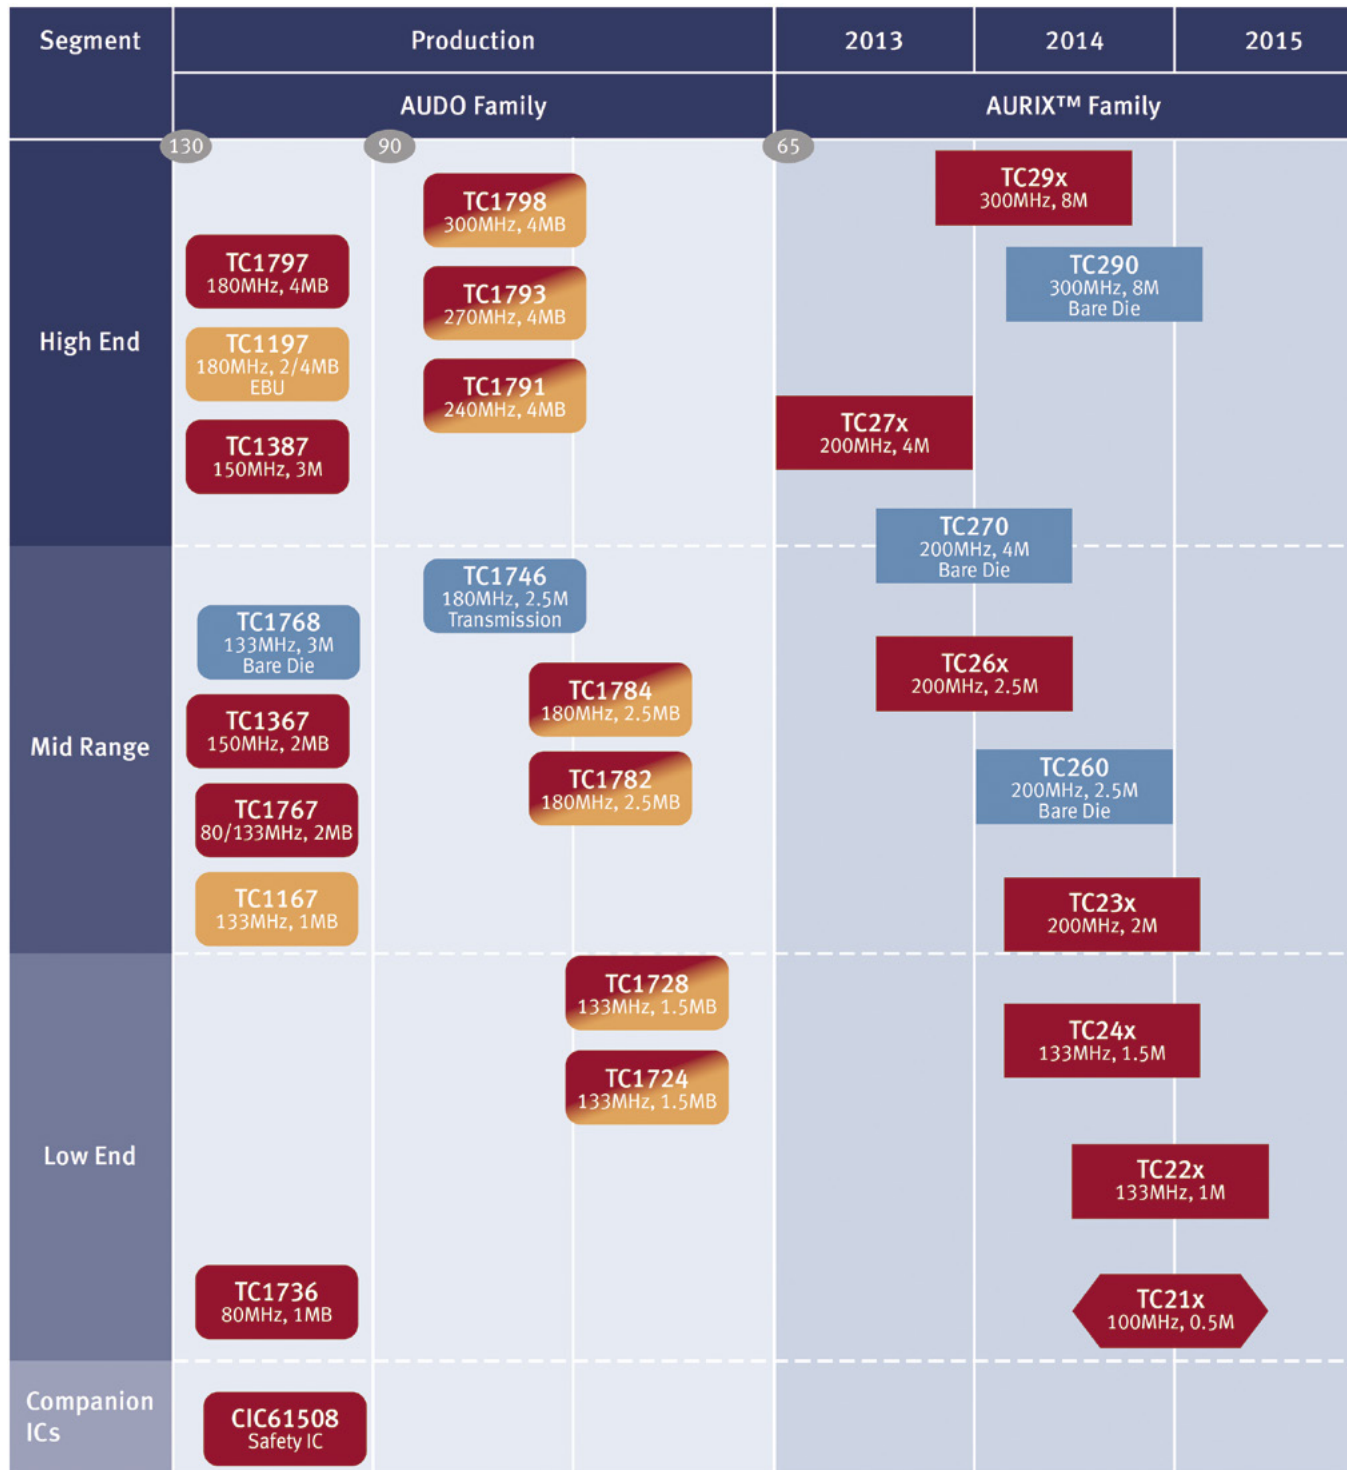 Segment
Production
2013
2014
2015
AUDO Family
AURIX™ Family
130
90
65
High End
TC1797
180MHz, 4MB
TC1197
180MHz, 2/4MB
EBU
TC1387
150MHz, 3M
TC1798
300MHz, 4MB
TC1793
270MHz, 4MB
TC1791
240MHz, 4MB
TC29x
300MHz, 8M
TC290
300MHz, 8M
Bare Die
TC27x
200MHz, 4M
TC270
200MHz, 4M
Bare Die
Mid Range
TC1768
133MHz, 3M
Bare Die
TC1367
150MHz, 2MB
TC1767
80/133MHz, 2MB
TC1167
133MHz, 1MB
TC1746
180MHz, 2.5M
Transmission
TC1784
180MHz, 2.5MB
TC1782
180MHz, 2.5MB
TC26x
200MHz, 2.5M
TC260
200MHz, 2.5M
Bare Die
TC23x
200MHz, 2M
Low End
TC1736
80MHz, 1MB
TC1728
133MHz, 1.5MB
TC1724
133MHz, 1.5MB
TC24x
133MHz, 1.5M
TC22x
133MHz, 1M
TC21x
100MHz, 0.5M
Companion
ICs
CIC61508
Safety IC